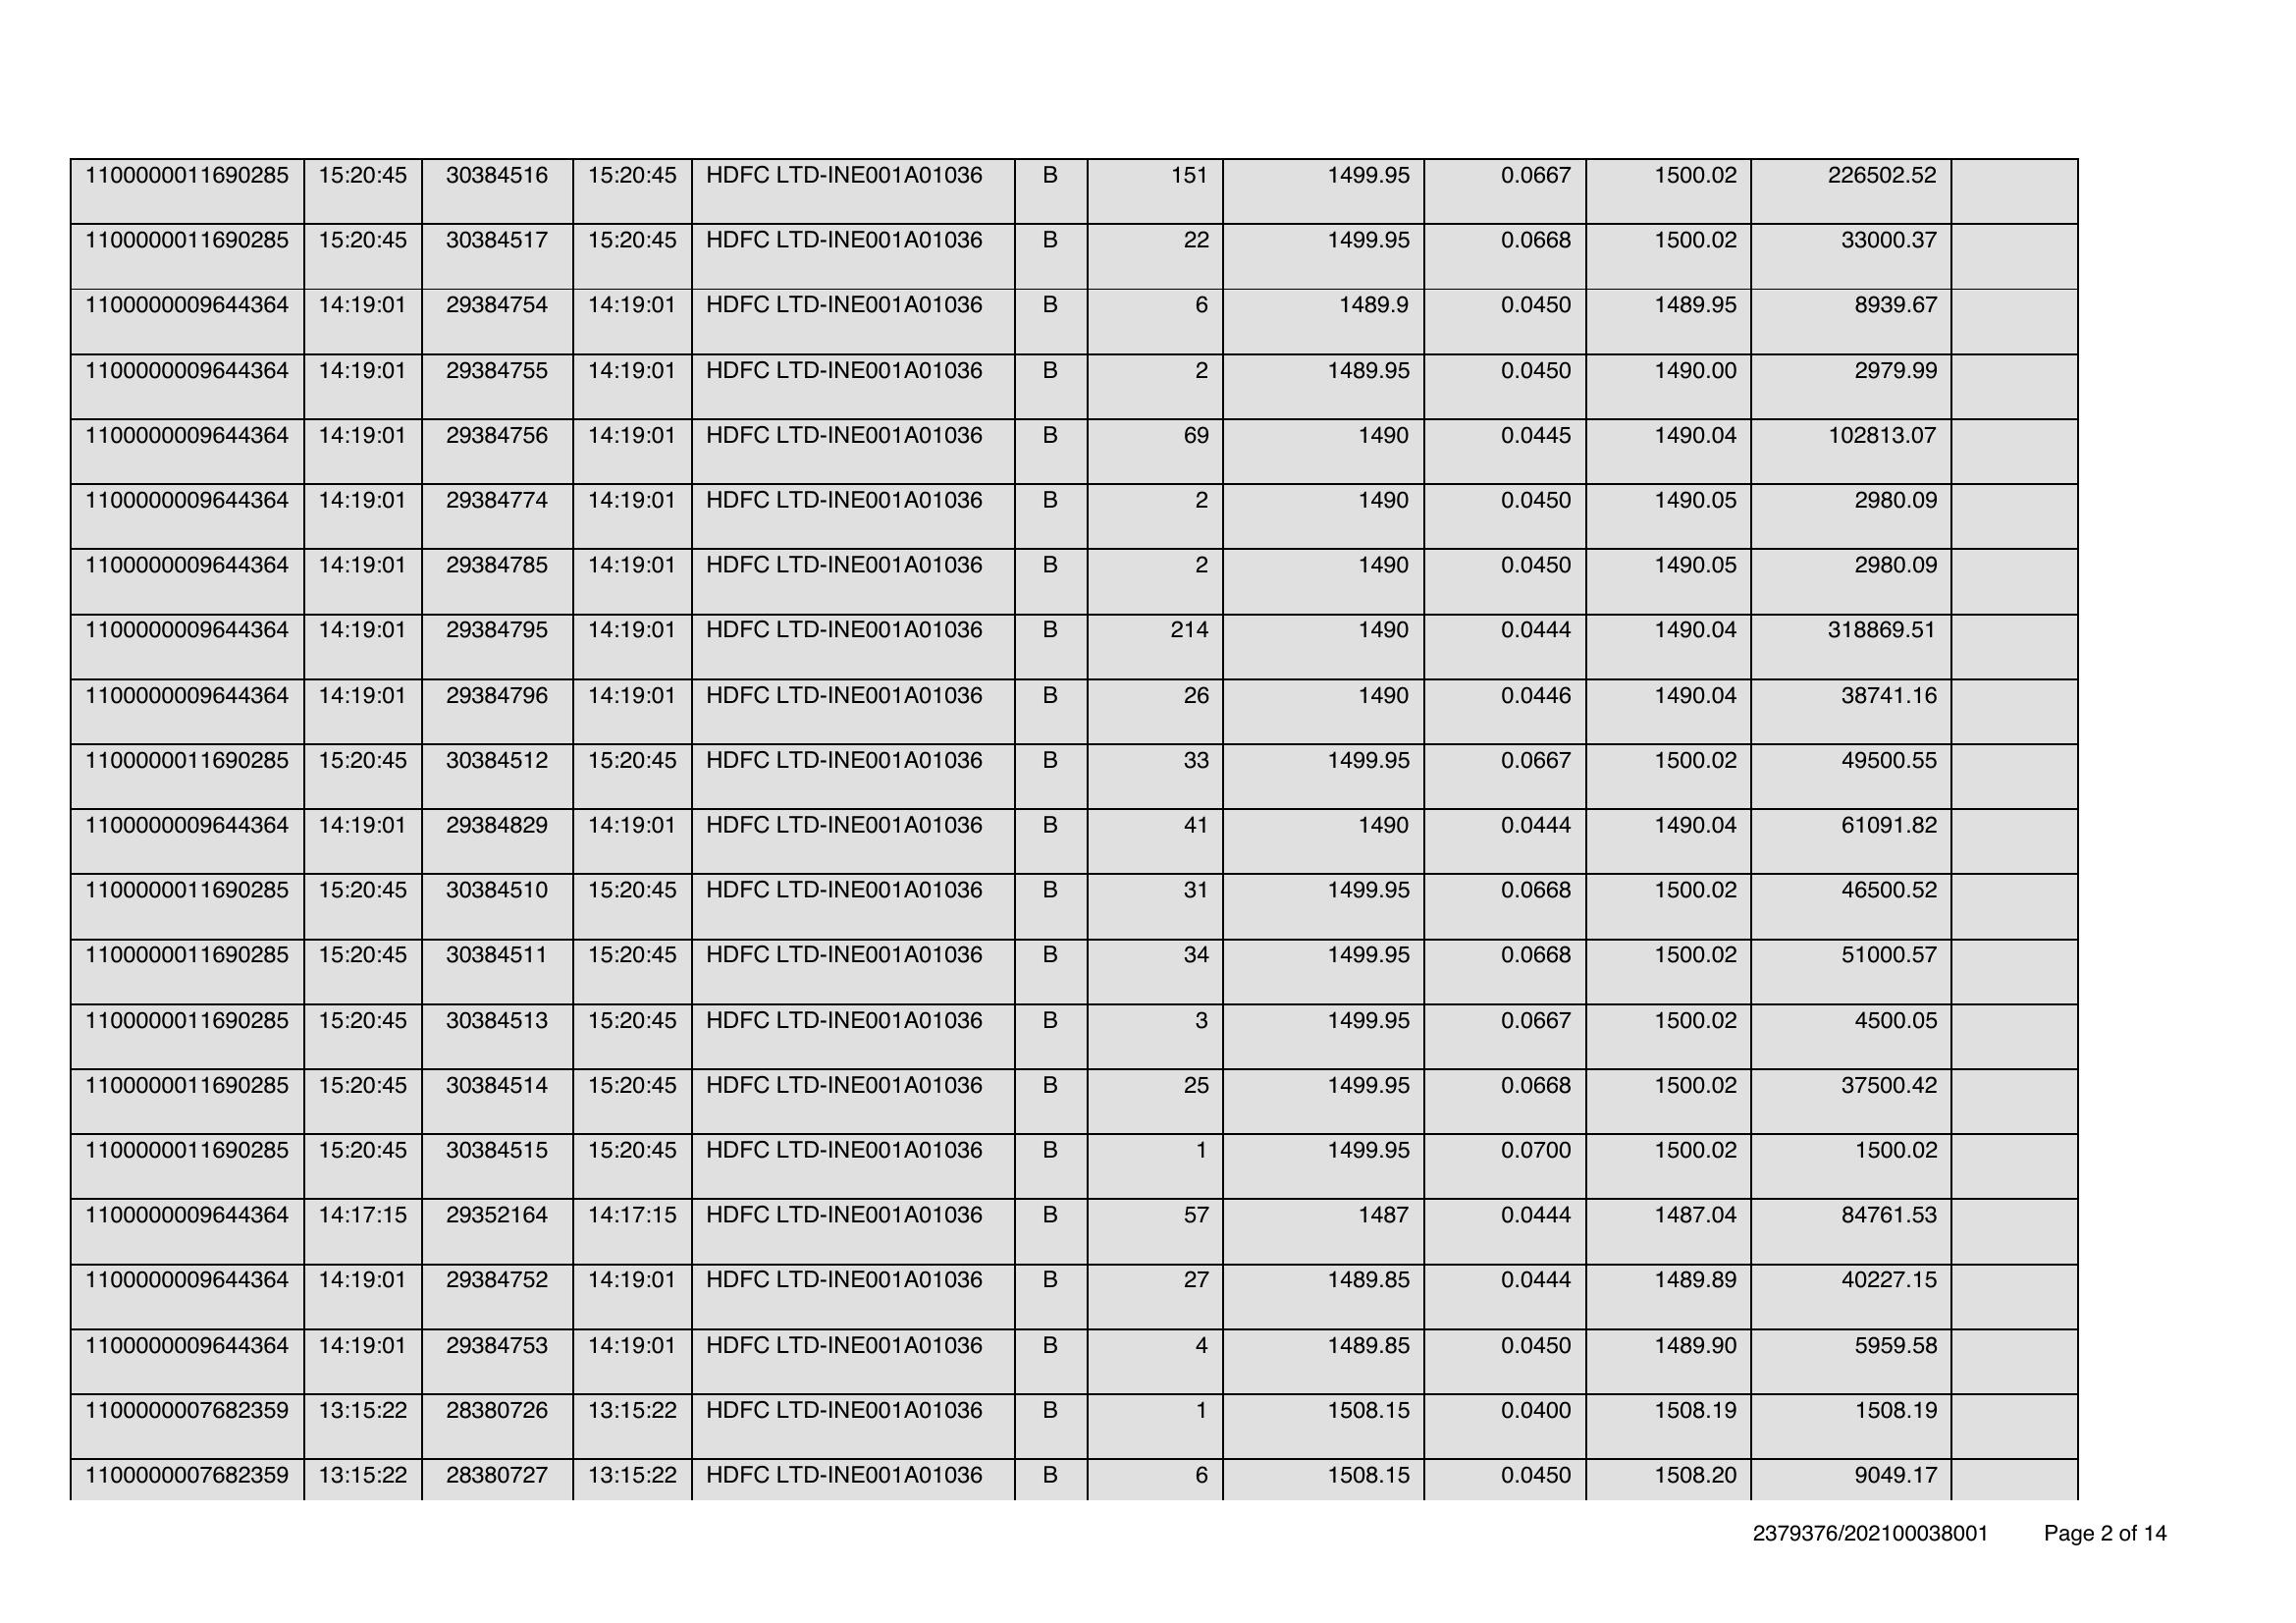 1100000011690285 15:20:45 30384516 15:20:45 HDFC LTD-INE001A01036 B 151 1499.95 0.0667 1500.02 226502.52
1100000011690285 15:20:45 30384517 15:20:45 HDFC LTD-INE001A01036 B 22 1499.95 0.0668 1500.02 33000.37
1100000009644364 14:19:01 29384754 14:19:01 HDFC LTD-INE001A01036 B 6 1489.9 0.0450 1489.95 8939.67
1100000009644364 14:19:01 29384755 14:19:01 HDFC LTD-INE001A01036 B 2 1489.95 0.0450 1490.00 2979.99
1100000009644364 14:19:01 29384756 14:19:01 HDFC LTD-INE001A01036 B 69 1490 0.0445 1490.04 102813.07
1100000009644364 14:19:01 29384774 14:19:01 HDFC LTD-INE001A01036 B 2 1490 0.0450 1490.05 2980.09
1100000009644364 14:19:01 29384785 14:19:01 HDFC LTD-INE001A01036 B 2 1490 0.0450 1490.05 2980.09
1100000009644364 14:19:01 29384795 14:19:01 HDFC LTD-INE001A01036 B 214 1490 0.0444 1490.04 318869.51
1100000009644364 14:19:01 29384796 14:19:01 HDFC LTD-INE001A01036 B 26 1490 0.0446 1490.04 38741.16
1100000011690285 15:20:45 30384512 15:20:45 HDFC LTD-INE001A01036 B 33 1499.95 0.0667 1500.02 49500.55
1100000009644364 14:19:01 29384829 14:19:01 HDFC LTD-INE001A01036 B 41 1490 0.0444 1490.04 61091.82
1100000011690285 15:20:45 30384510 15:20:45 HDFC LTD-INE001A01036 B 31 1499.95 0.0668 1500.02 46500.52
1100000011690285 15:20:45 30384511 15:20:45 HDFC LTD-INE001A01036 B 34 1499.95 0.0668 1500.02 51000.57
1100000011690285 15:20:45 30384513 15:20:45 HDFC LTD-INE001A01036 B 3 1499.95 0.0667 1500.02 4500.05
1100000011690285 15:20:45 30384514 15:20:45 HDFC LTD-INE001A01036 B 25 1499.95 0.0668 1500.02 37500.42
1100000011690285 15:20:45 30384515 15:20:45 HDFC LTD-INE001A01036 B 1 1499.95 0.0700 1500.02 1500.02
1100000009644364 14:17:15 29352164 14:17:15 HDFC LTD-INE001A01036 B 57 1487 0.0444 1487.04 84761.53
1100000009644364 14:19:01 29384752 14:19:01 HDFC LTD-INE001A01036 B 27 1489.85 0.0444 1489.89 40227.15
1100000009644364 14:19:01 29384753 14:19:01 HDFC LTD-INE001A01036 B 4 1489.85 0.0450 1489.90 5959.58
1100000007682359 13:15:22 28380726 13:15:22 HDFC LTD-INE001A01036 B 1 1508.15 0.0400 1508.19 1508.19
1100000007682359 13:15:22 28380727 13:15:22 HDFC LTD-INE001A01036 B 6 1508.15 0.0450 1508.20 9049.17
2379376/202100038001 Page 2 of 14